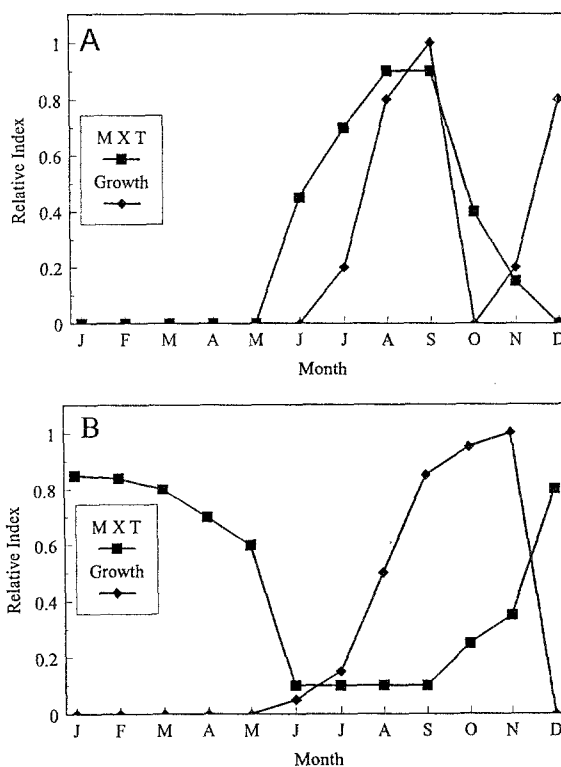 A
1
0.8
0.6
0.4
0.2
0
Relative Index
M X T
Growth
J F M A M J J A S O N D
Month
B
1
0.8
0.6
0.4
0.2
0
Relative Index
M X T
Growth
J F M A M J J A S O N D
Month